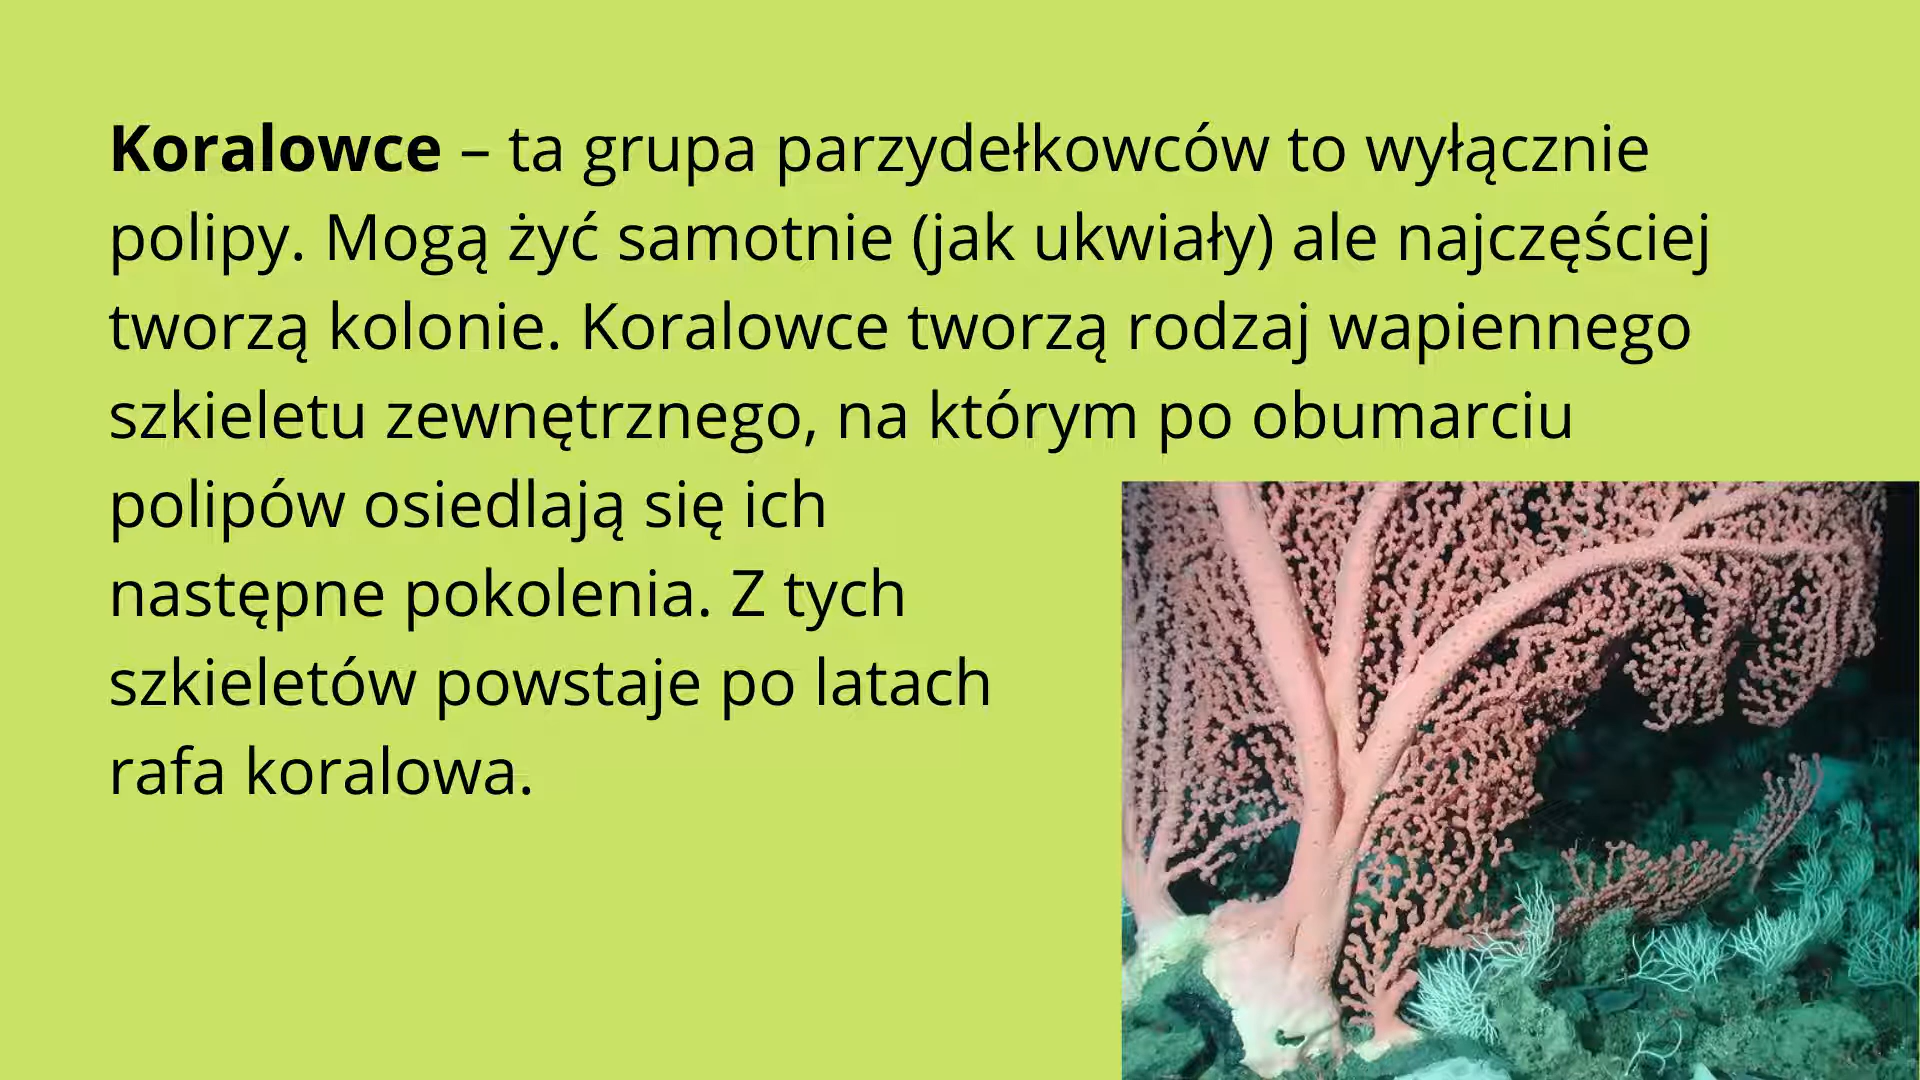 Koralowce – ta grupa parzydełkowców to wyłącznie
polipy. Mogą żyć samotnie (jak ukwiały) ale najczęściej
tworzą kolonie. Koralowce tworzą rodzaj wapiennego
szkieletu zewnętrznego, na którym po obumarciu
polipów osiedlają się ich
następne pokolenia. Z tych
szkieletów powstaje po latach
rafa koralowa.